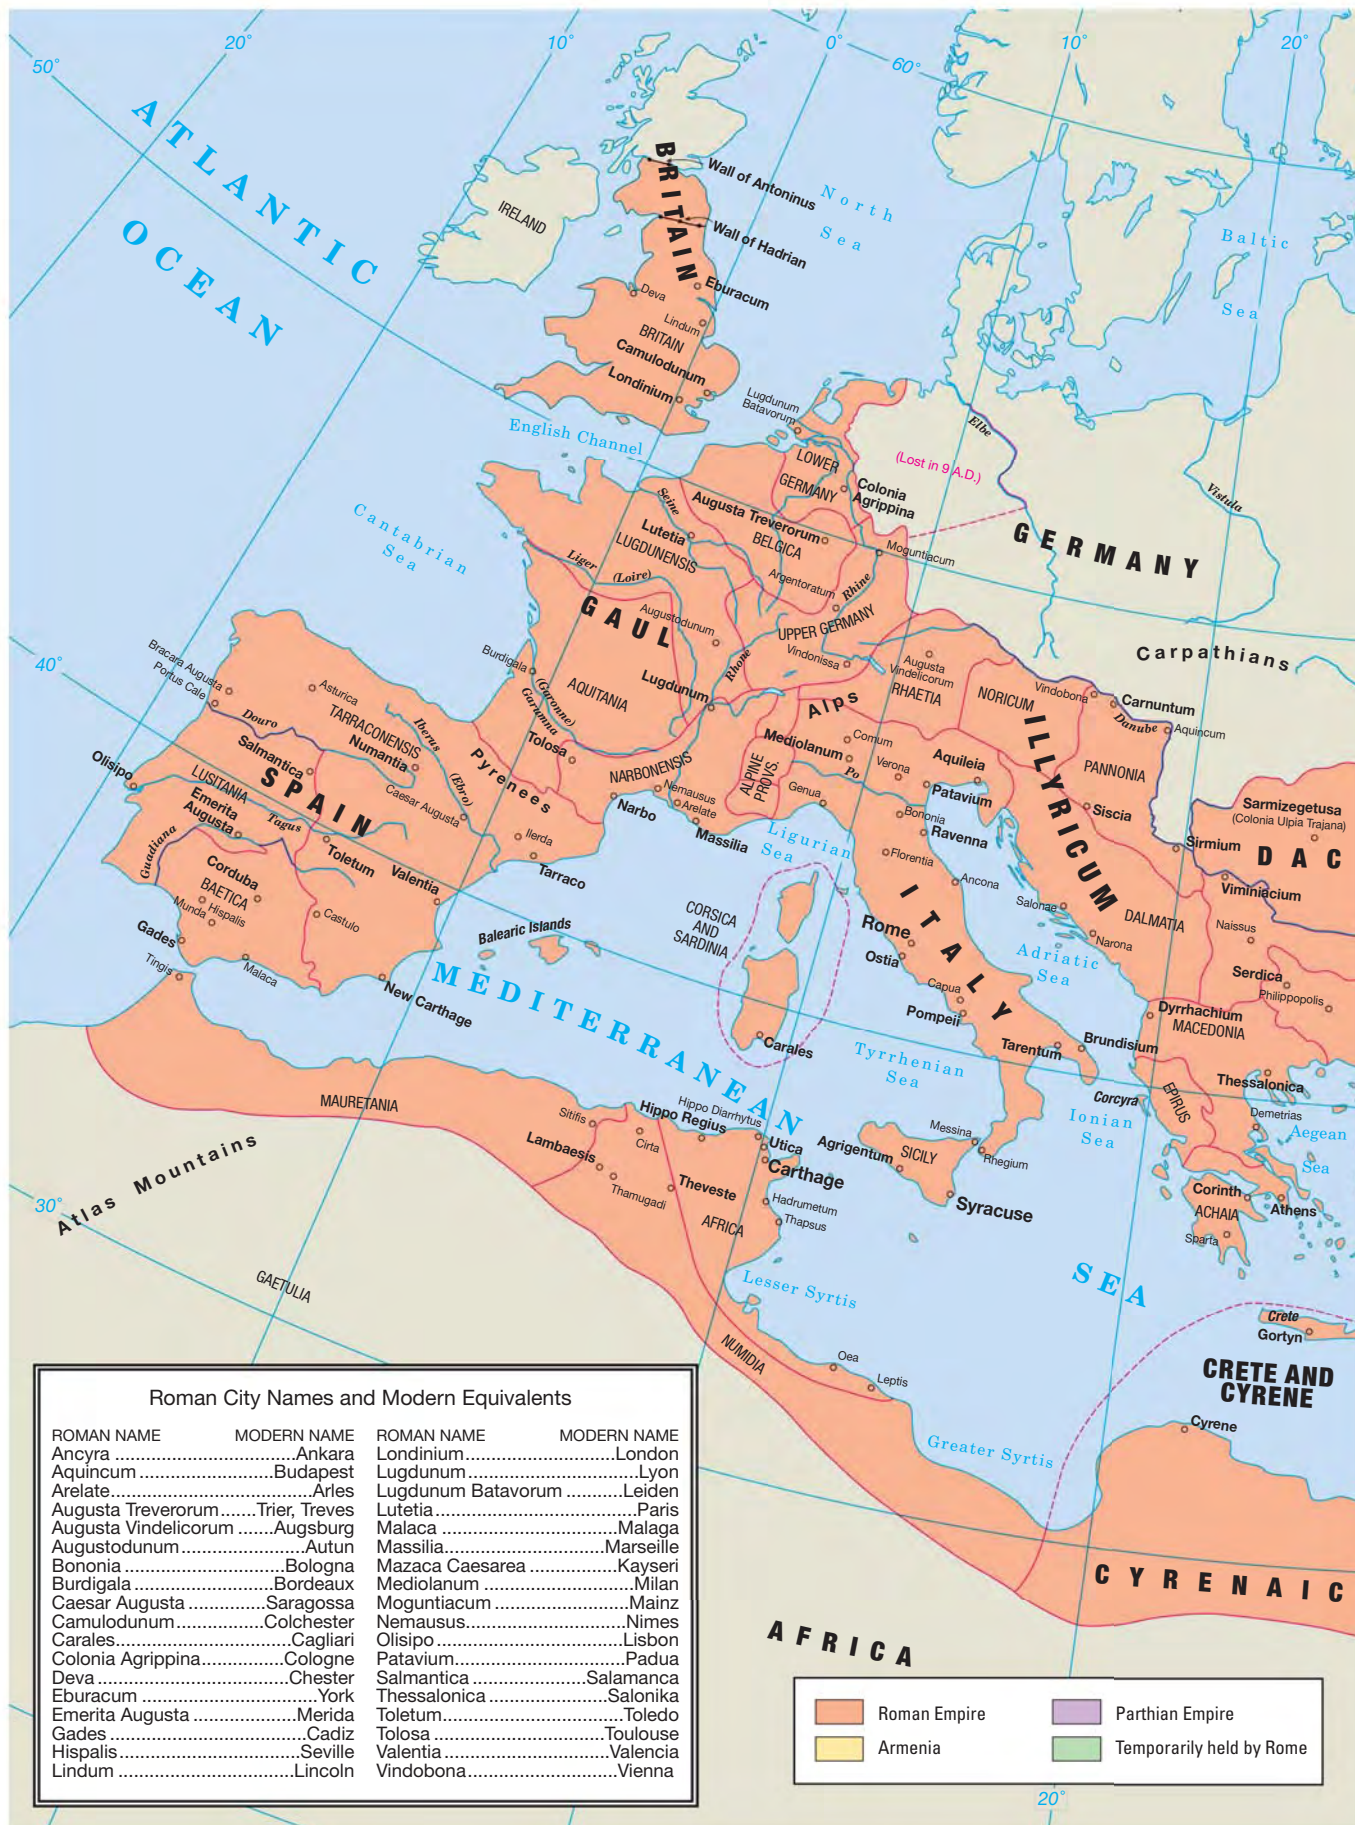 20°
10°
0°
10°
20°
50°
60°
ATLANTIC
OCEAN
BRITAIN
Wall of Antoninus
North
Sea
IRELAND
Wall of Hadrian
Baltic
Sea
Deva
Eburacum
Lindum
BRITAIN
Camulodunum
Londinium
Lugdunum
Batavorum
English Channel
Elbe
(Lost in 9 A.D.)
LOWER
GERMANY
Colonia
Agrippina
Vistula
Cantabrian
Sea
Seine
Augusta Treverorum
Lutetia
BELGICA
LUGDUNENSIS
GERMANY
Moguntiacum
Liger
(Loire)
Argentoratum
Rhine
GAUL
Augustodunum
UPPER GERMANY
Vindonissa
Carpathians
40°
Bracara Augusta
Portus Cale
Burdigala
Rhone
Augusta
Vindelicorum
RHAETIA
Asturica
(Garonne)
Garumna
AQUITANIA
Lugdunum
NORICUM
Vindobona
Carnuntum
Alps
Danube
Aquincum
Douro
TARRACONENSIS
Iberus
(Ebro)
Tolosa
Mediolanum
Comum
ILLYRICUM
Olisipo
Salmantica
Numantia
Pyrenees
NARBONENSIS
ALPINE
PROVS.
Po
Verona
Aquileia
PANNONIA
LUSITANIA
SPAIN
Caesar Augusta
Nemausus
Arelate
Genua
Patavium
Sarmizegetusa
(Colonia Ulpia Trajana)
Emerita
Augusta
Tagus
Narbo
Massilia
Bononia
Ravenna
Siscia
Guadiana
Ilerda
Ligurian
Sea
Florentia
Sirmium
DAC
Toletum
Valentia
Tarraco
Ancona
Viminiacum
Corduba
BAETICA
Munda
Hispalis
Castulo
CORSICA
AND
SARDINIA
ITALY
Salonae
DALMATIA
Naissus
Gades
Balearic Islands
Rome
Narona
Tingis
Malaca
MEDITERRANEAN
Ostia
Adriatic
Sea
Serdica
Philippopolis
New Carthage
Capua
Pompeii
Dyrrhachium
MACEDONIA
Carales
Tyrrhenian
Sea
Tarentum
Brundisium
Thessalonica
MAURETANIA
Corcyra
EPIRUS
Ionian
Sea
Demetrias
Aegean
Sea
Hippo Diarrhytus
Hippo Regius
Sitifis
Cirta
Utica
Agrigentum
Messina
SICILY
Rhegium
Lambaesis
Carthage
Atlas Mountains
Thamugadi
Theveste
Hadrumetum
Thapsus
AFRICA
Syracuse
Corinth
ACHAIA
Athens
Sparta
30°
GAETULIA
Lesser Syrtis
SEA
Crete
Gortyn
NUMIDIA
Oea
Leptis
CRETE AND
CYRENE
Cyrene
Greater Syrtis
CYRENAIC
AFRICA
Roman City Names and Modern Equivalents
ROMAN NAME MODERN NAME
Ancyra ..................................Ankara
Aquincum .........................Budapest
Arelate.....................................Arles
Augusta Treverorum.......Trier, Treves
Augusta Vindelicorum .......Augsburg
Augustodunum.......................Autun
Bononia ...............................Bologna
Burdigala ..........................Bordeaux
Caesar Augusta ...............Saragossa
Camulodunum.................Colchester
Carales.................................Cagliari
Colonia Agrippina................Cologne
Deva ....................................Chester
Eburacum ..................................York
Emerita Augusta ...................Merida
Gades .....................................Cadiz
Hispalis.................................Seville
Lindum .................................Lincoln
ROMAN NAME MODERN NAME
Londinium............................London
Lugdunum................................Lyon
Lugdunum Batavorum ...........Leiden
Lutetia......................................Paris
Malaca .................................Malaga
Massilia..............................Marseille
Mazaca Caesarea .................Kayseri
Mediolanum ............................Milan
Moguntiacum .........................Mainz
Nemausus...............................Nimes
Olisipo ...................................Lisbon
Patavium................................Padua
Salmantica ......................Salamanca
Thessalonica .......................Salonika
Toletum..................................Toledo
Tolosa .................................Toulouse
Valentia ................................Valencia
Vindobona.............................Vienna
Roman Empire
Armenia
Parthian Empire
Temporarily held by Rome
20°